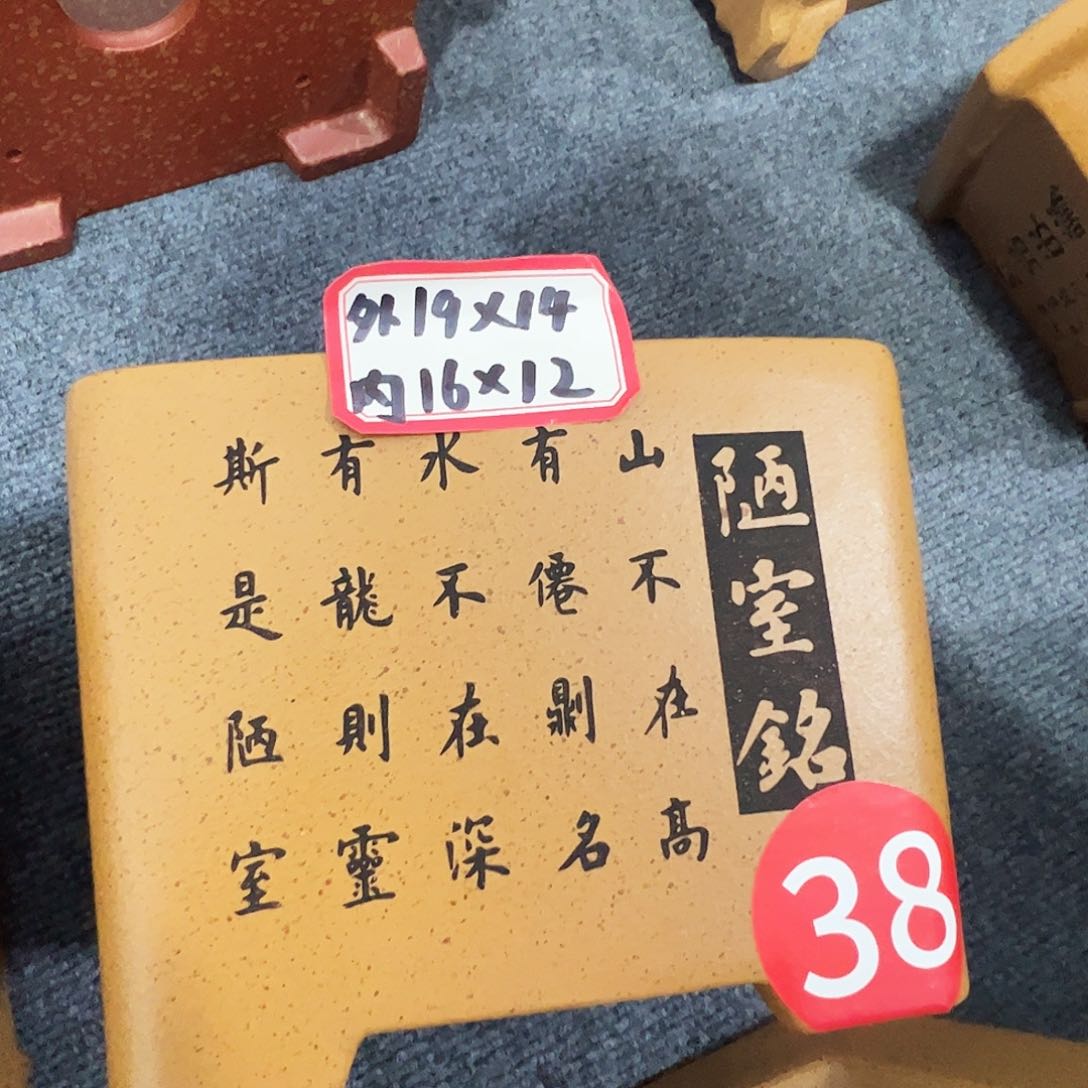 外19×14
内16×12
陋室銘
山不在高
有僊則名
水不在深
有龍則靈
斯是陋室
38